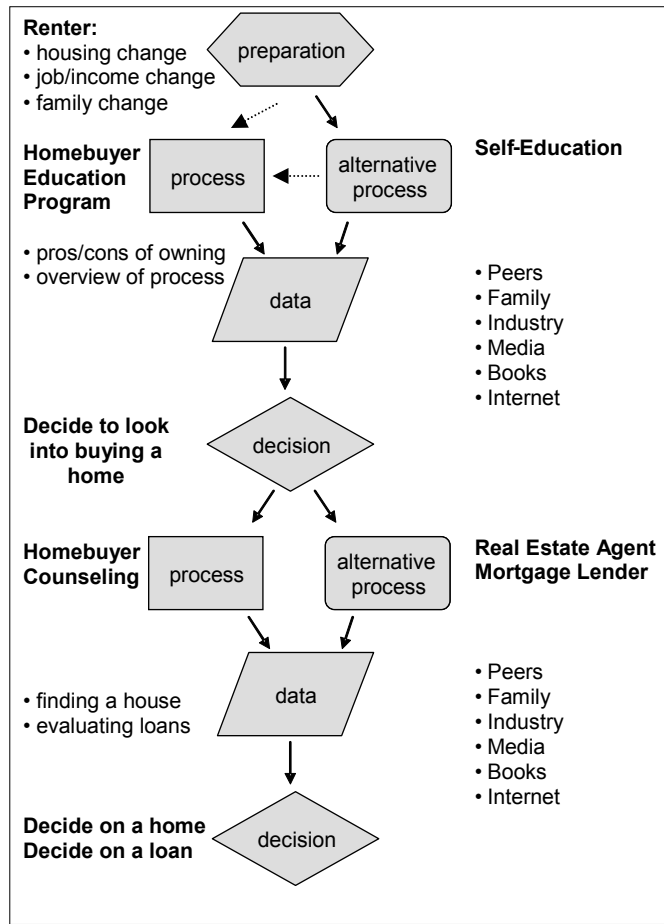 Renter:
• housing change
• job/income change
• family change
preparation
Homebuyer
Education
Program
process
alternative
process
Self-Education
• pros/cons of owning
• overview of process
data
• Peers
• Family
• Industry
• Media
• Books
• Internet
Decide to look
into buying a
home
decision
Homebuyer
Counseling
process
alternative
process
Real Estate Agent
Mortgage Lender
• finding a house
• evaluating loans
data
• Peers
• Family
• Industry
• Media
• Books
• Internet
Decide on a home
Decide on a loan
decision